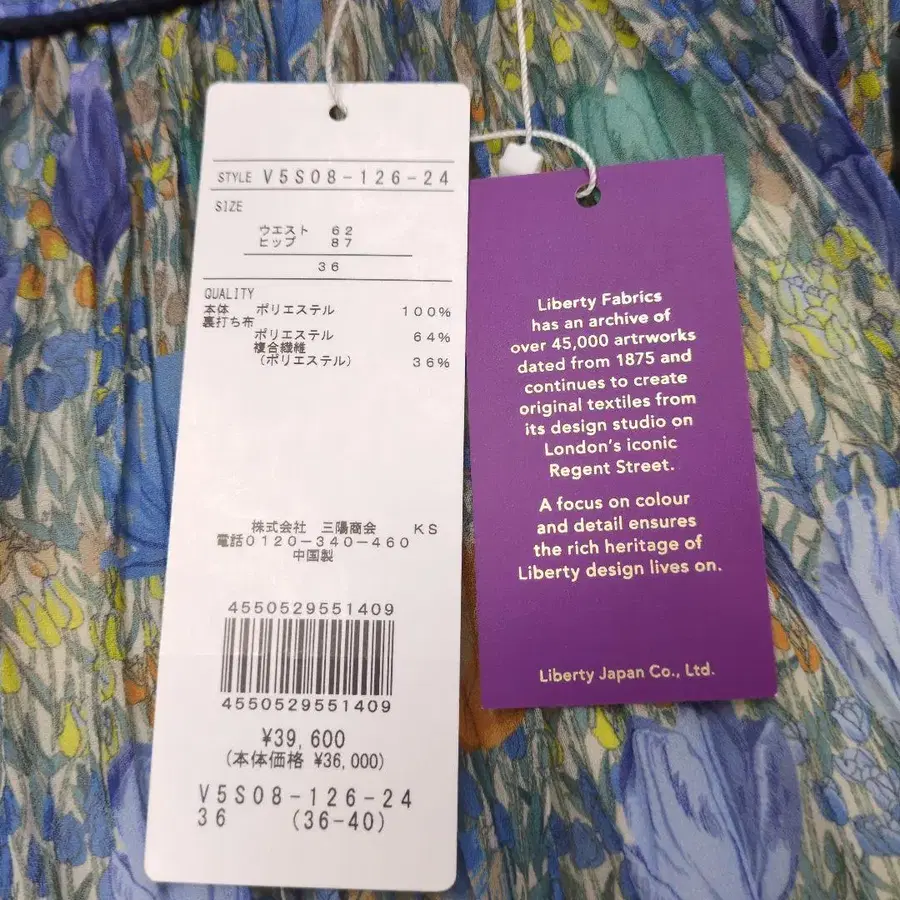 STYLE V5S08-126-24
SIZE
ウエスト 62
ヒップ 87
36
QUALITY
本体 ポリエステル 100%
裏打ち布
ポリエステル 64%
複合繊維
(ポリエステル) 36%
株式会社 三陽商会 KS
電話0120-340-460
中国製
4550529551409
4550529551409
¥39,600
(本体価格 ¥36,000)
V5S08-126-24
36 (36-40)
Liberty Fabrics
has an archive of
over 45,000 artrworks
dated from 1875 and
continues to create
original textiles from
its design studio on
London's iconic
Regent Street.
A focus on colour
and detail ensures
the rich heritage of
Liberty design lives on.
Liberty Japan Co., Ltd.